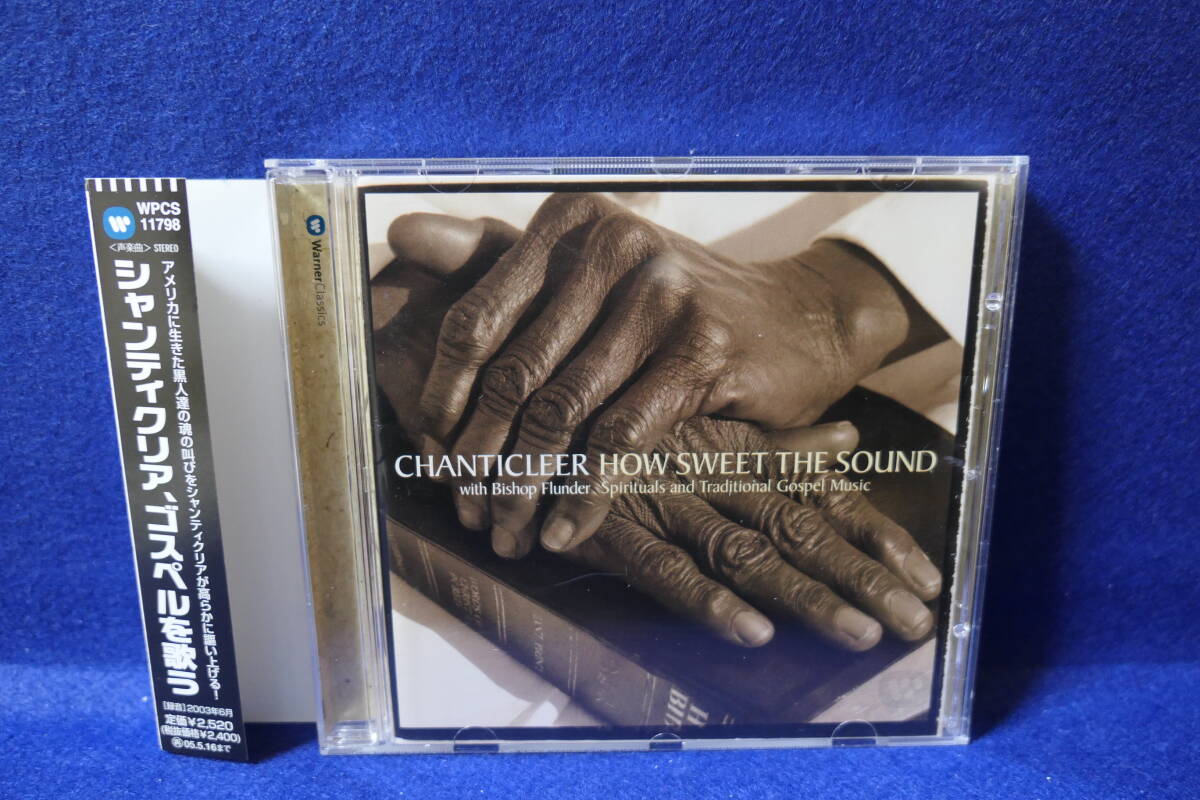 WPCS
11798
<声楽曲> STEREO
アメリカに生きた黒人達の魂の叫びをシャンティクリアが高らかに謳い上げる!
シャンティクリア、ゴスペルを歌う
[録音]2003年6月
定価¥2,520
(税抜価格¥2,400)
05.5.16まで
WarnerClassics
CHANTICLEER HOW SWEET THE SOUND
with Bishop Flunder Spirituals and Traditional Gospel Music